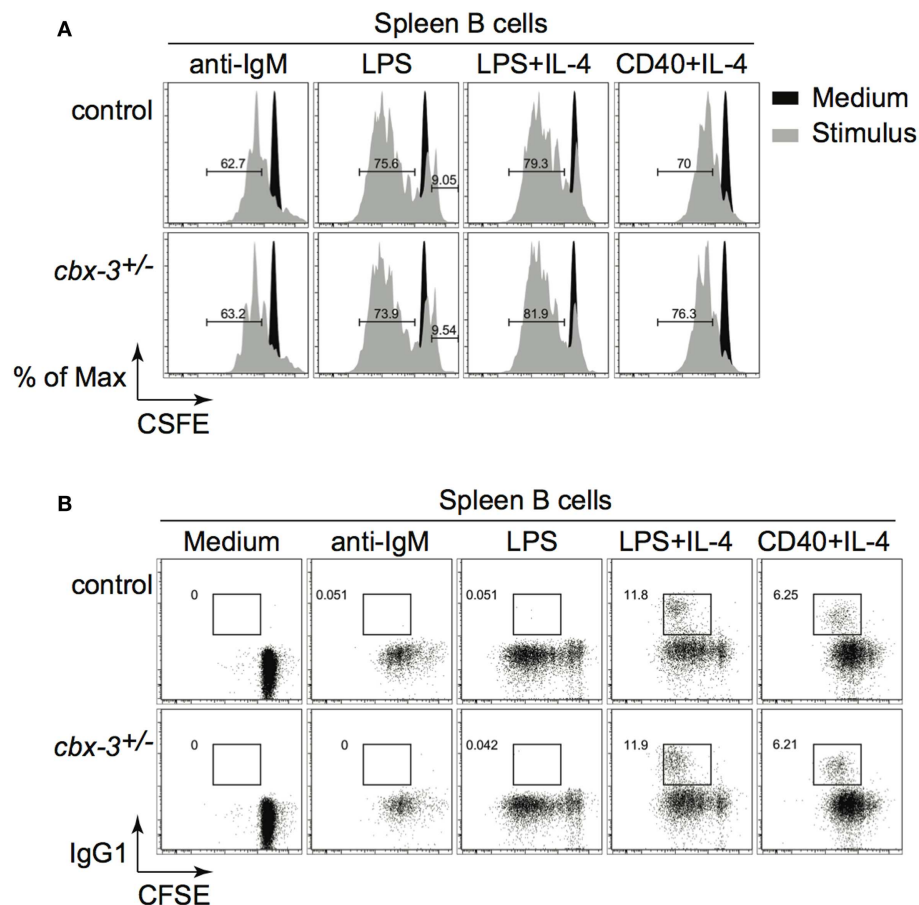 A
Spleen B cells
anti-IgM LPS LPS+IL-4 CD40+IL-4
control
62.7 75.6 9.05 79.3 70
Medium
Stimulus
cbx-3+/-
63.2 73.9 9.54 81.9 76.3
% of Max
CSFE
B
Spleen B cells
Medium anti-IgM LPS LPS+IL-4 CD40+IL-4
control
0 0.051 0.051 11.8 6.25
cbx-3+/-
0 0 0.042 11.9 6.21
IgG1
CFSE